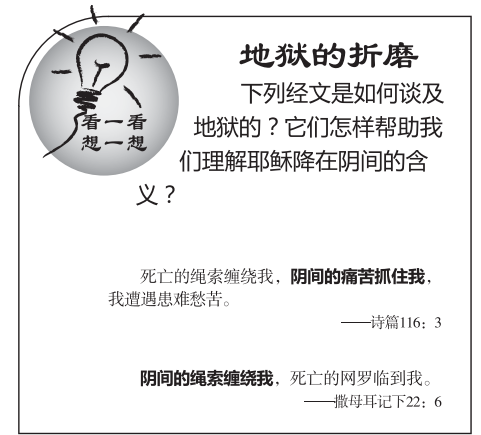 地狱的折磨
看一看
想一想
下列经文是如何谈及
地狱的？它们怎样帮助我
们理解耶稣降在阴间的含
义？
死亡的绳索缠绕我，阴间的痛苦抓住我，
我遭遇患难愁苦。
——诗篇116：3
阴间的绳索缠绕我，死亡的网罗临到我。
——撒母耳记下22：6